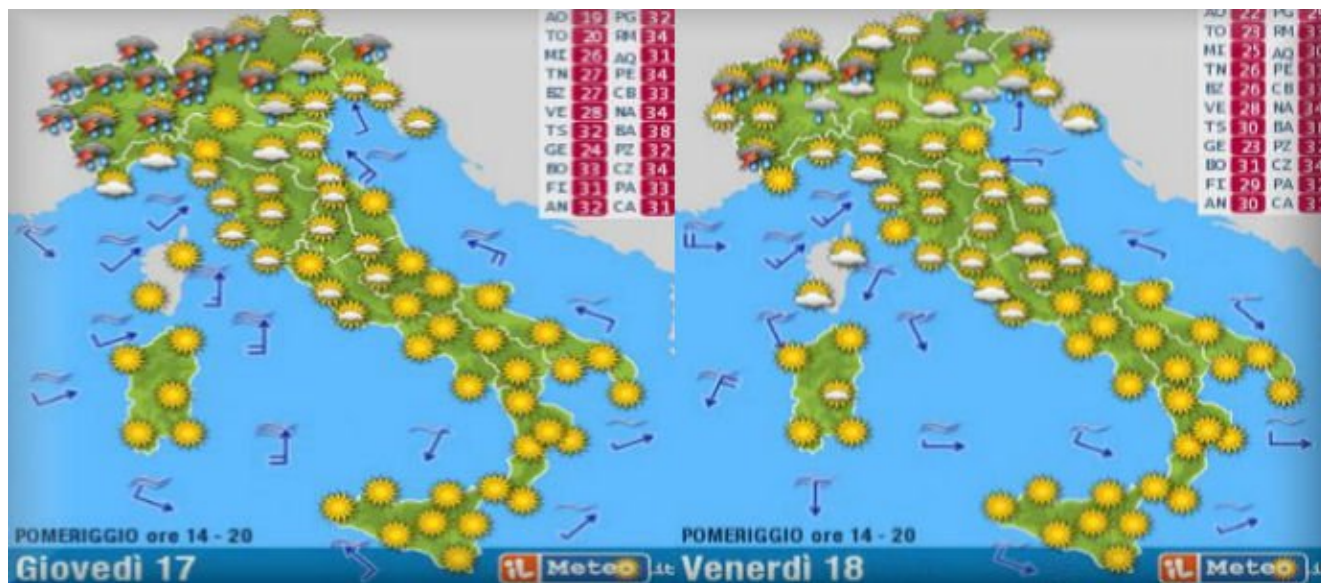 AO 19 PG 32
TO 20 RM 34
MI 26 AQ 31
TN 27 PE 34
BZ 27 CB 33
VE 28 NA 34
TS 32 BA 38
GE 24 PZ 32
BO 33 CZ 34
FI 31 PA 33
AN 32 CA 31
POMERIGGIO ore 14 - 20
Giovedì 17
iL Meteo.it
AO 22 PG
TO 23 RM
MI 25 AQ
TN 26 PE
BZ 26 CB
VE 28 NA
TS 30 BA
GE 23 PZ
BO 31 CZ
FI 29 PA
AN 30 CA
POMERIGGIO ore 14 - 20
Venerdì 18
iL Meteo.it